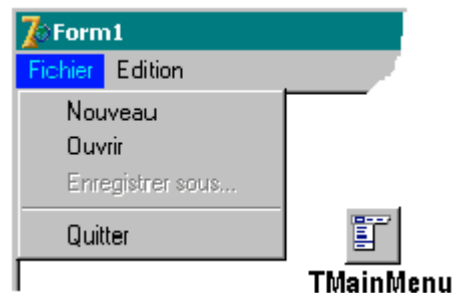 Form1
Fichier Edition
Nouveau
Ouvrir
Enregistrer sous...
Quitter
TMainMenu